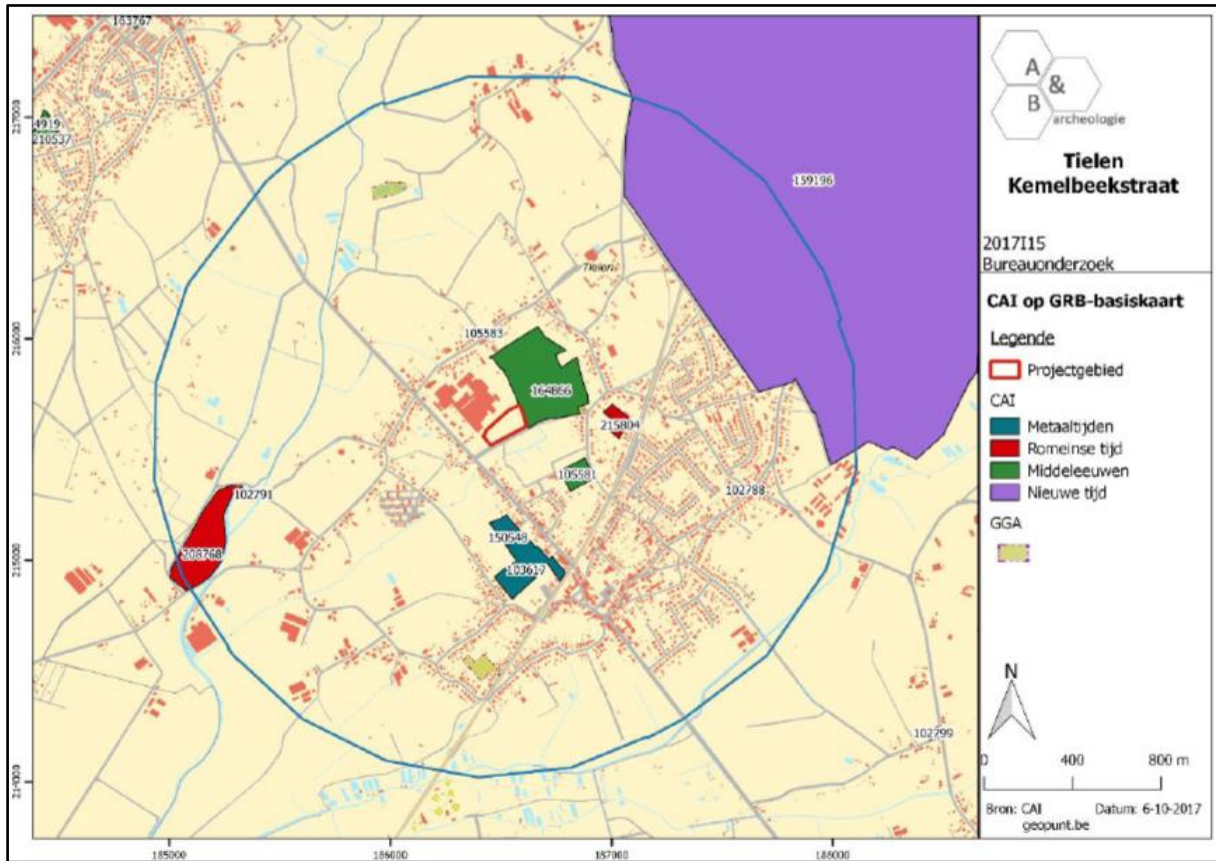 103767
4919
210537
159196
Tielen
105583
164866
215804
105581
102788
102791
208768
150548
103617
102799
217000
216000
215000
214000
185000
186000
187000
188000
A
&
B
archeologie
Tielen
Kemelbeekstraat
2017I15
Bureauonderzoek
CAI op GRB-basiskaart
Legende
Projectgebied
CAI
Metaaltijden
Romeinse tijd
Middeleeuwen
Nieuwe tijd
GGA
N
0 400 800 m
Bron: CAI Datum: 6-10-2017
geopunt.be